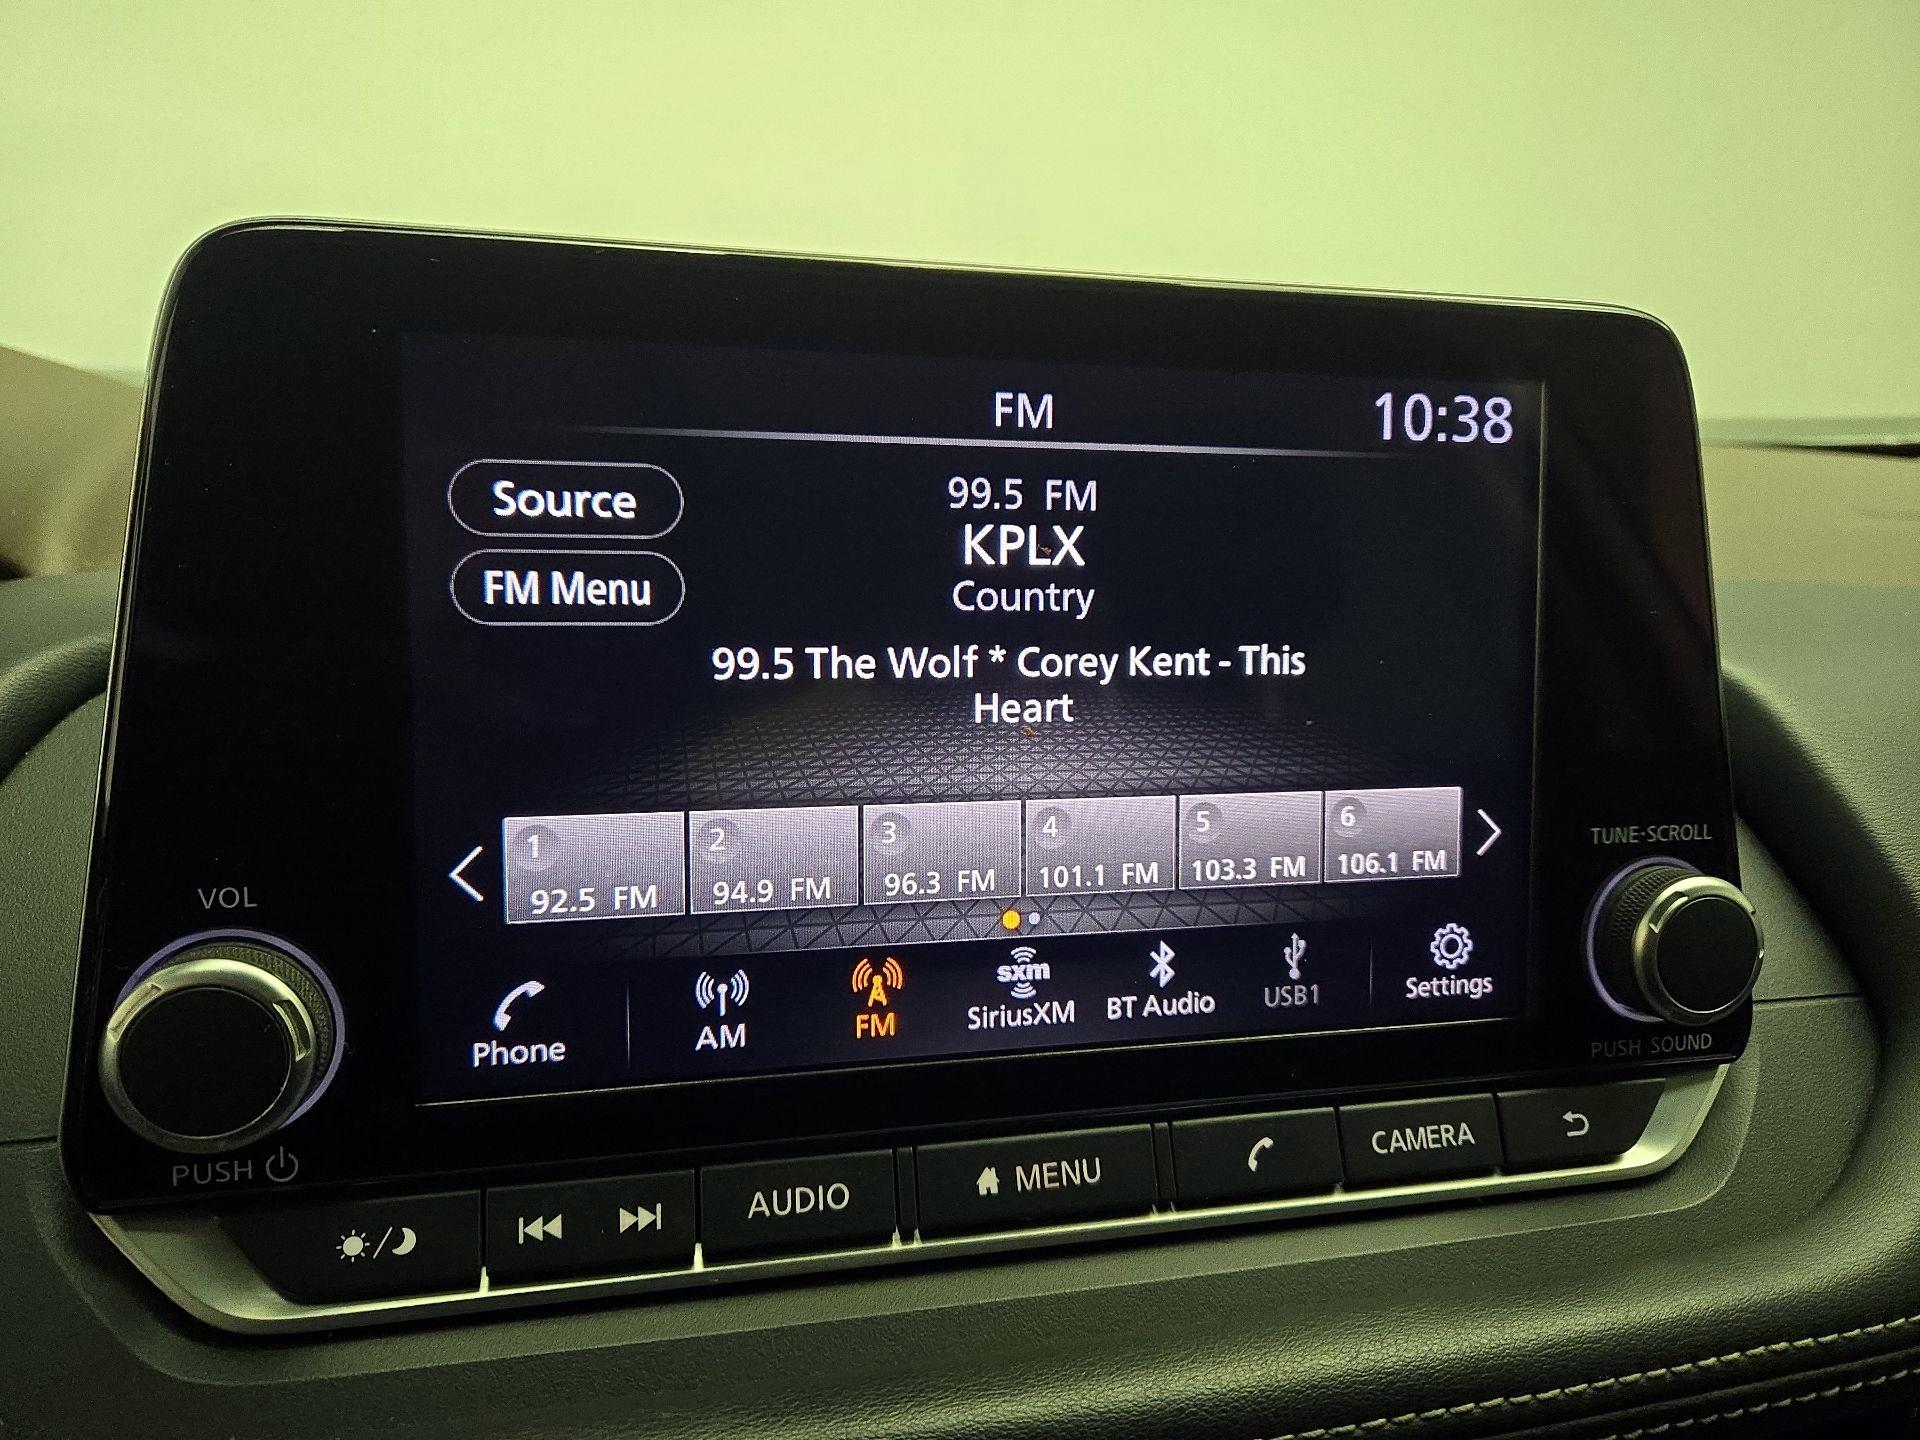 FM
10:38
Source
FM Menu
99.5 FM
KPLX
Country
99.5 The Wolf * Corey Kent - This
Heart
1
92.5 FM
2
94.9 FM
3
96.3 FM
4
101.1 FM
5
103.3 FM
6
106.1 FM
Phone
AM
FM
sxm
SiriusXM
BT Audio
USB1
Settings
VOL
PUSH
TUNE·SCROLL
PUSH SOUND
AUDIO
MENU
CAMERA